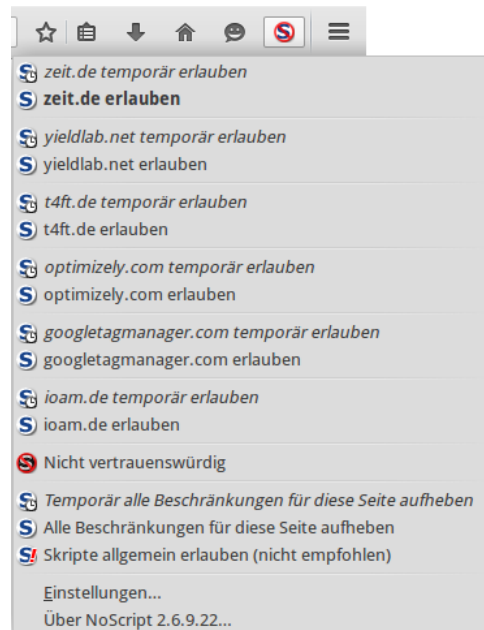 zeit.de temporär erlauben
zeit.de erlauben
yieldlab.net temporär erlauben
yieldlab.net erlauben
t4ft.de temporär erlauben
t4ft.de erlauben
optimizely.com temporär erlauben
optimizely.com erlauben
googletagmanager.com temporär erlauben
googletagmanager.com erlauben
ioam.de temporär erlauben
ioam.de erlauben
Nicht vertrauenswürdig
Temporär alle Beschränkungen für diese Seite aufheben
Alle Beschränkungen für diese Seite aufheben
Skripte allgemein erlauben (nicht empfohlen)
Einstellungen...
Über NoScript 2.6.9.22...